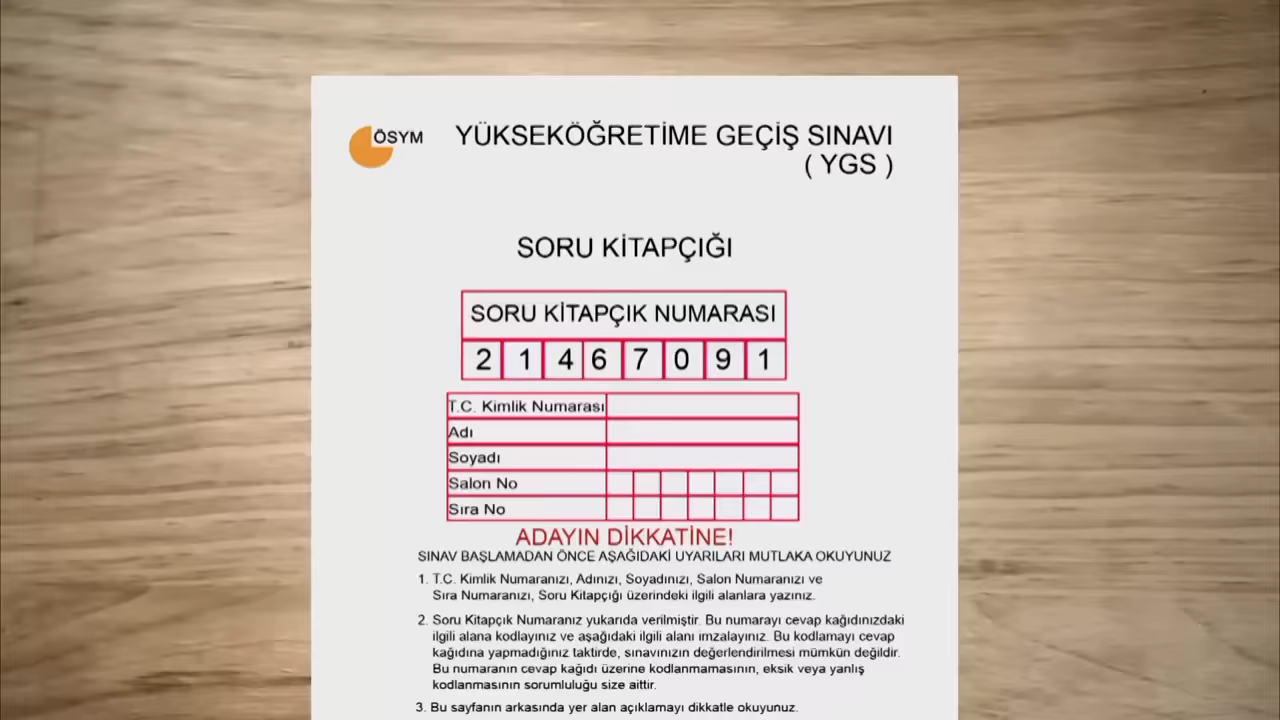 ÖSYM
YÜKSEKÖĞRETİME GEÇİŞ SINAVI
( YGS )
SORU KİTAPÇIĞI
SORU KİTAPÇIK NUMARASI
2 1 4 6 7 0 9 1
T.C. Kimlik Numarası
Adı
Soyadı
Salon No
Sıra No
ADAYIN DİKKATİNE!
SINAV BAŞLAMADAN ÖNCE AŞAĞIDAKİ UYARILARI MUTLAKA OKUYUNUZ
1. T.C. Kimlik Numaranızı, Adınızı, Soyadınızı, Salon Numaranızı ve
Sıra Numaranızı, Soru Kitapçığı üzerindeki ilgili alanlara yazınız.
2. Soru Kitapçık Numaranız yukarıda verilmiştir. Bu numarayı cevap kağıdınızdaki
ilgili alana kodlayınız ve aşağıdaki ilgili alanı imzalayınız. Bu kodlamayı cevap
kağıdına yapmadığınız taktirde, sınavınızın değerlendirilmesi mümkün değildir.
Bu numaranın cevap kağıdı üzerine kodlanmamasının, eksik veya yanlış
kodlanmasının sorumluluğu size aittir.
3. Bu sayfanın arkasında yer alan açıklamayı dikkatle okuyunuz.